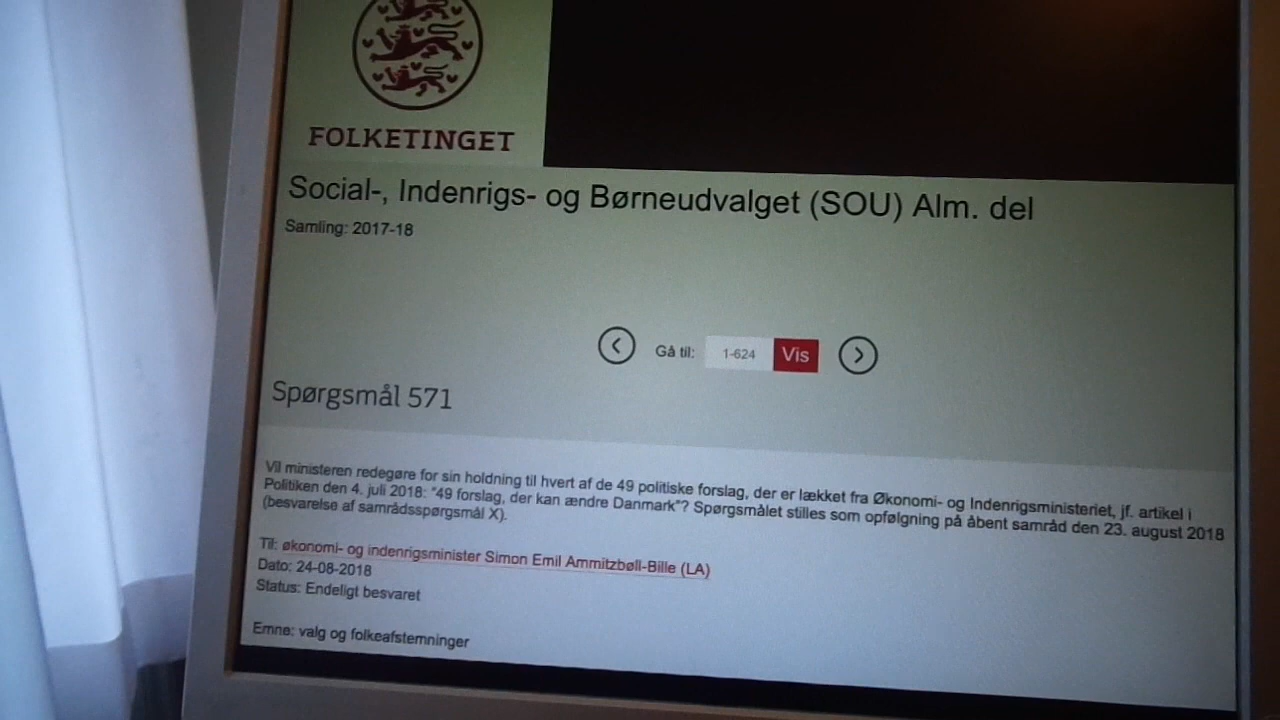 FOLKETINGET
Social-, Indenrigs- og Børneudvalget (SOU) Alm. del
Samling: 2017-18
Gå til: 1-624 Vis
Spørgsmål 571
Vil ministeren redegøre for sin holdning til hvert af de 49 politiske forslag, der er lækket fra Økonomi- og Indenrigsministeriet, jf. artikel i
Politiken den 4. juli 2018: "49 forslag, der kan ændre Danmark"? Spørgsmålet stilles som opfølgning på åbent samråd den 23. august 2018
(besvarelse af samrådsspørgsmål X).
Til: økonomi- og indenrigsminister Simon Emil Ammitzbøll-Bille (LA)
Dato: 24-08-2018
Status: Endeligt besvaret
Emne: valg og folkeafstemninger